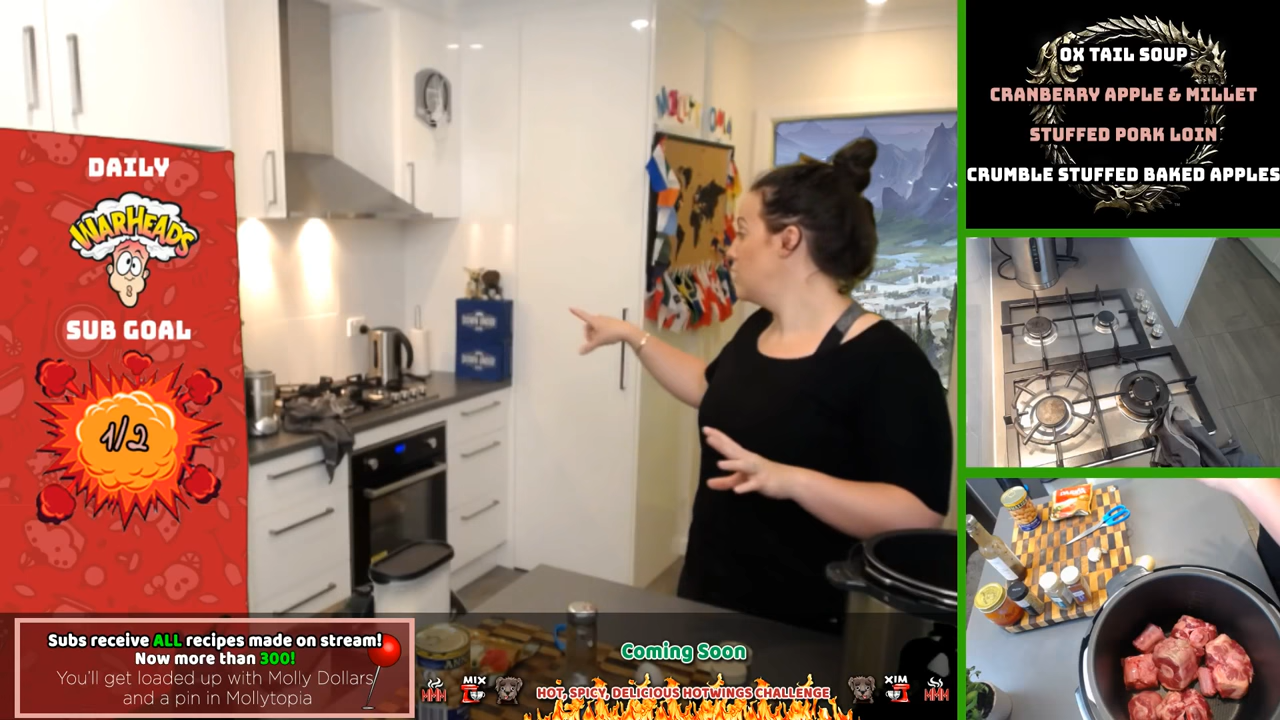 DAILY
WARHEADS
SUB GOAL
1/2
OX TAIL SOUP
CRANBERRY APPLE & MILLET
STUFFED PORK LOIN
CRUMBLE STUFFED BAKED APPLES
Subs receive ALL recipes made on stream!
Now more than 300!
You'll get loaded up with Molly Dollars
and a pin in Mollytopia
Coming Soon
MIX
HOT, SPICY, DELICIOUS HOTWINGS CHALLENGE
XIM